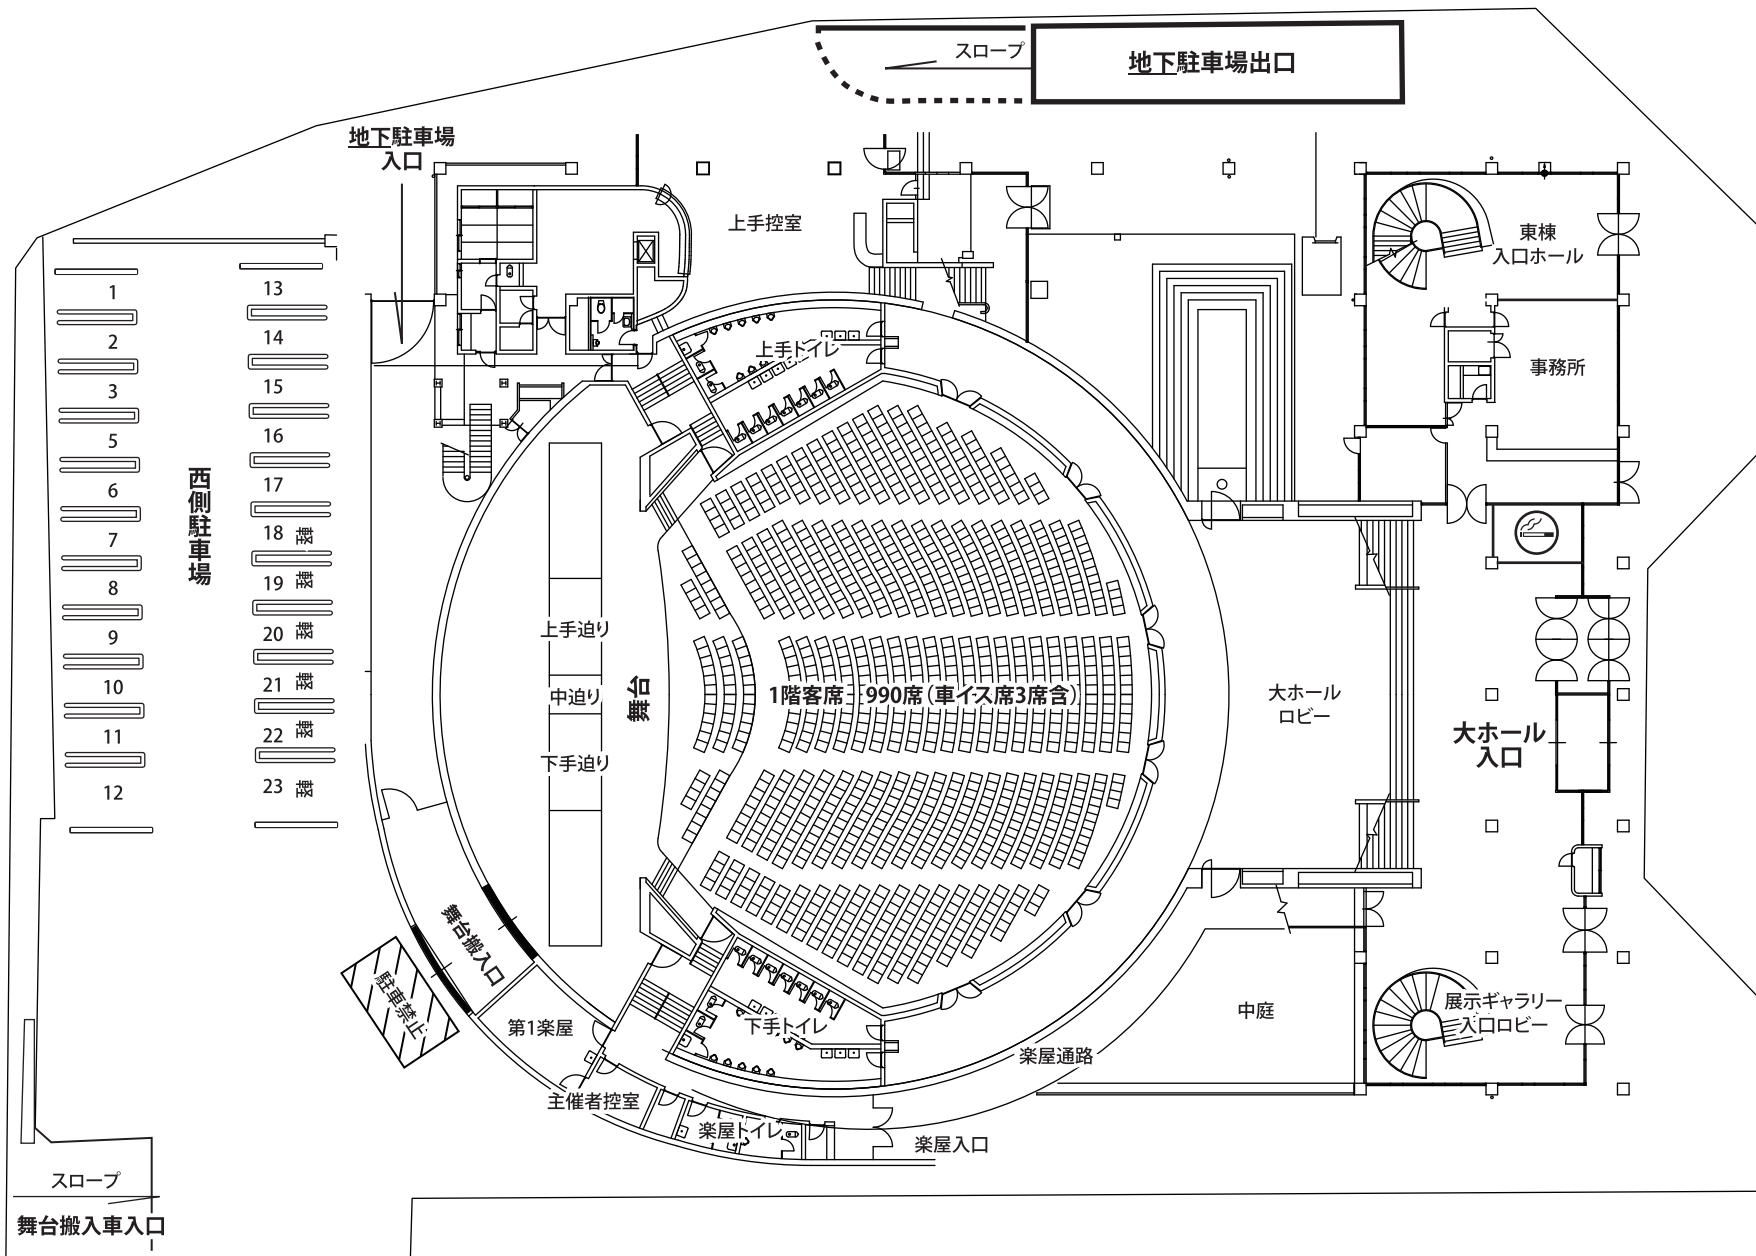 スロープ
地下駐車場出口
地下駐車場
入口
上手控室
東棟
入口ホール
事務所
上手トイレ
西側駐車場
1
2
3
5
6
7
8
9
10
11
12
13
14
15
16
17
18 軽
19 軽
20 軽
21 軽
22 軽
23 軽
上手迫り
中迫り
下手迫り
舞台
1階客席 990席（車イス席3席含）
大ホール
ロビー
大ホール
入口
舞台搬入口
駐車禁止
第1楽屋
下手トイレ
主催者控室
楽屋トイレ
楽屋通路
楽屋入口
中庭
展示ギャラリー
入口ロビー
スロープ
舞台搬入車入口